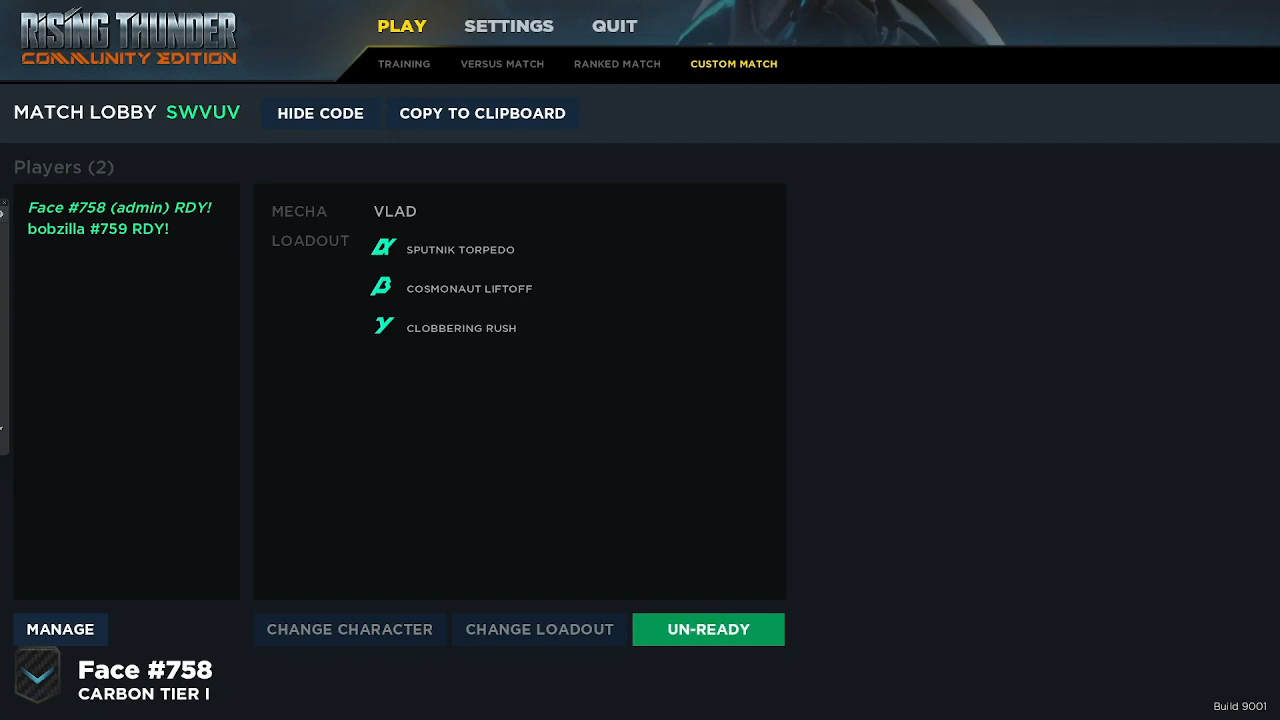 RISING THUNDER
COMMUNITY EDITION
PLAY SETTINGS QUIT
TRAINING VERSUS MATCH RANKED MATCH CUSTOM MATCH
MATCH LOBBY SWVUV HIDE CODE COPY TO CLIPBOARD
Players (2)
Face #758 (admin) RDY!
bobzilla #759 RDY!
MECHA VLAD
LOADOUT
α SPUTNIK TORPEDO
β COSMONAUT LIFTOFF
γ CLOBBERING RUSH
MANAGE CHANGE CHARACTER CHANGE LOADOUT UN-READY
Face #758
CARBON TIER I
Build 9001